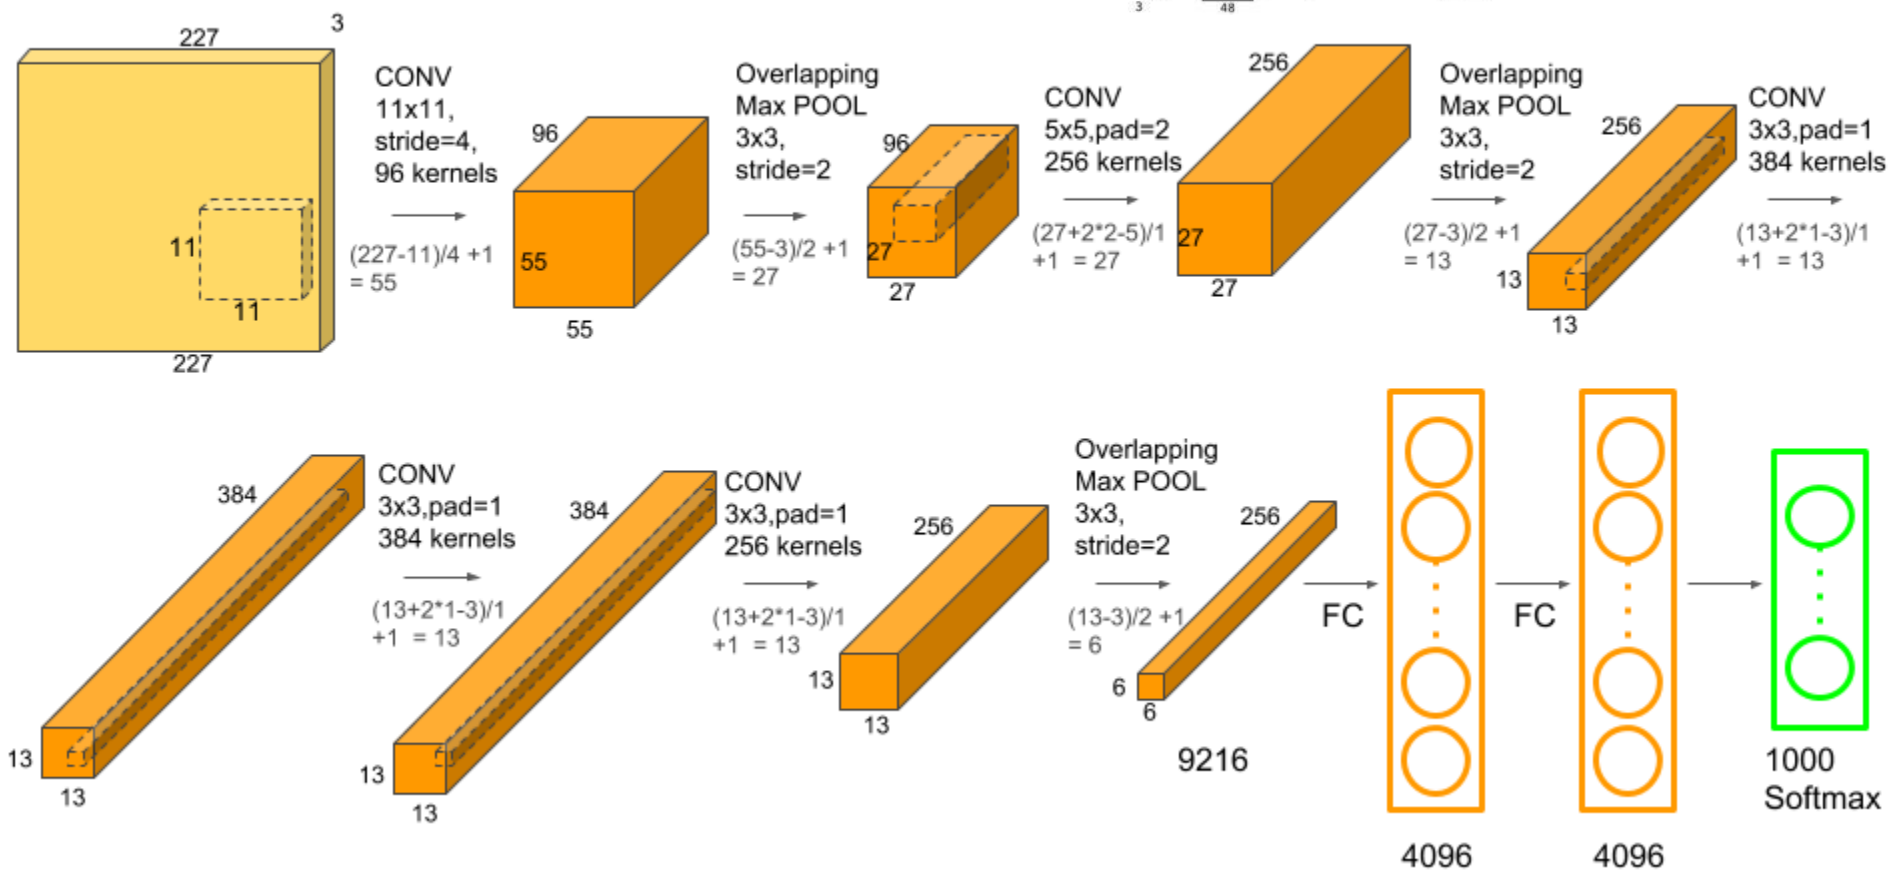 3
48
227
3
11
11
227
CONV
11x11,
stride=4,
96 kernels
(227-11)/4 +1
= 55
96
55
55
Overlapping
Max POOL
3x3,
stride=2
(55-3)/2 +1
= 27
96
27
27
CONV
5x5,pad=2
256 kernels
(27+2*2-5)/1
+1 = 27
256
27
27
Overlapping
Max POOL
3x3,
stride=2
(27-3)/2 +1
= 13
256
13
13
CONV
3x3,pad=1
384 kernels
(13+2*1-3)/1
+1 = 13
384
13
13
CONV
3x3,pad=1
384 kernels
(13+2*1-3)/1
+1 = 13
384
13
13
CONV
3x3,pad=1
256 kernels
(13+2*1-3)/1
+1 = 13
256
13
13
Overlapping
Max POOL
3x3,
stride=2
(13-3)/2 +1
= 6
256
6
6
9216
FC
4096
FC
4096
1000
Softmax